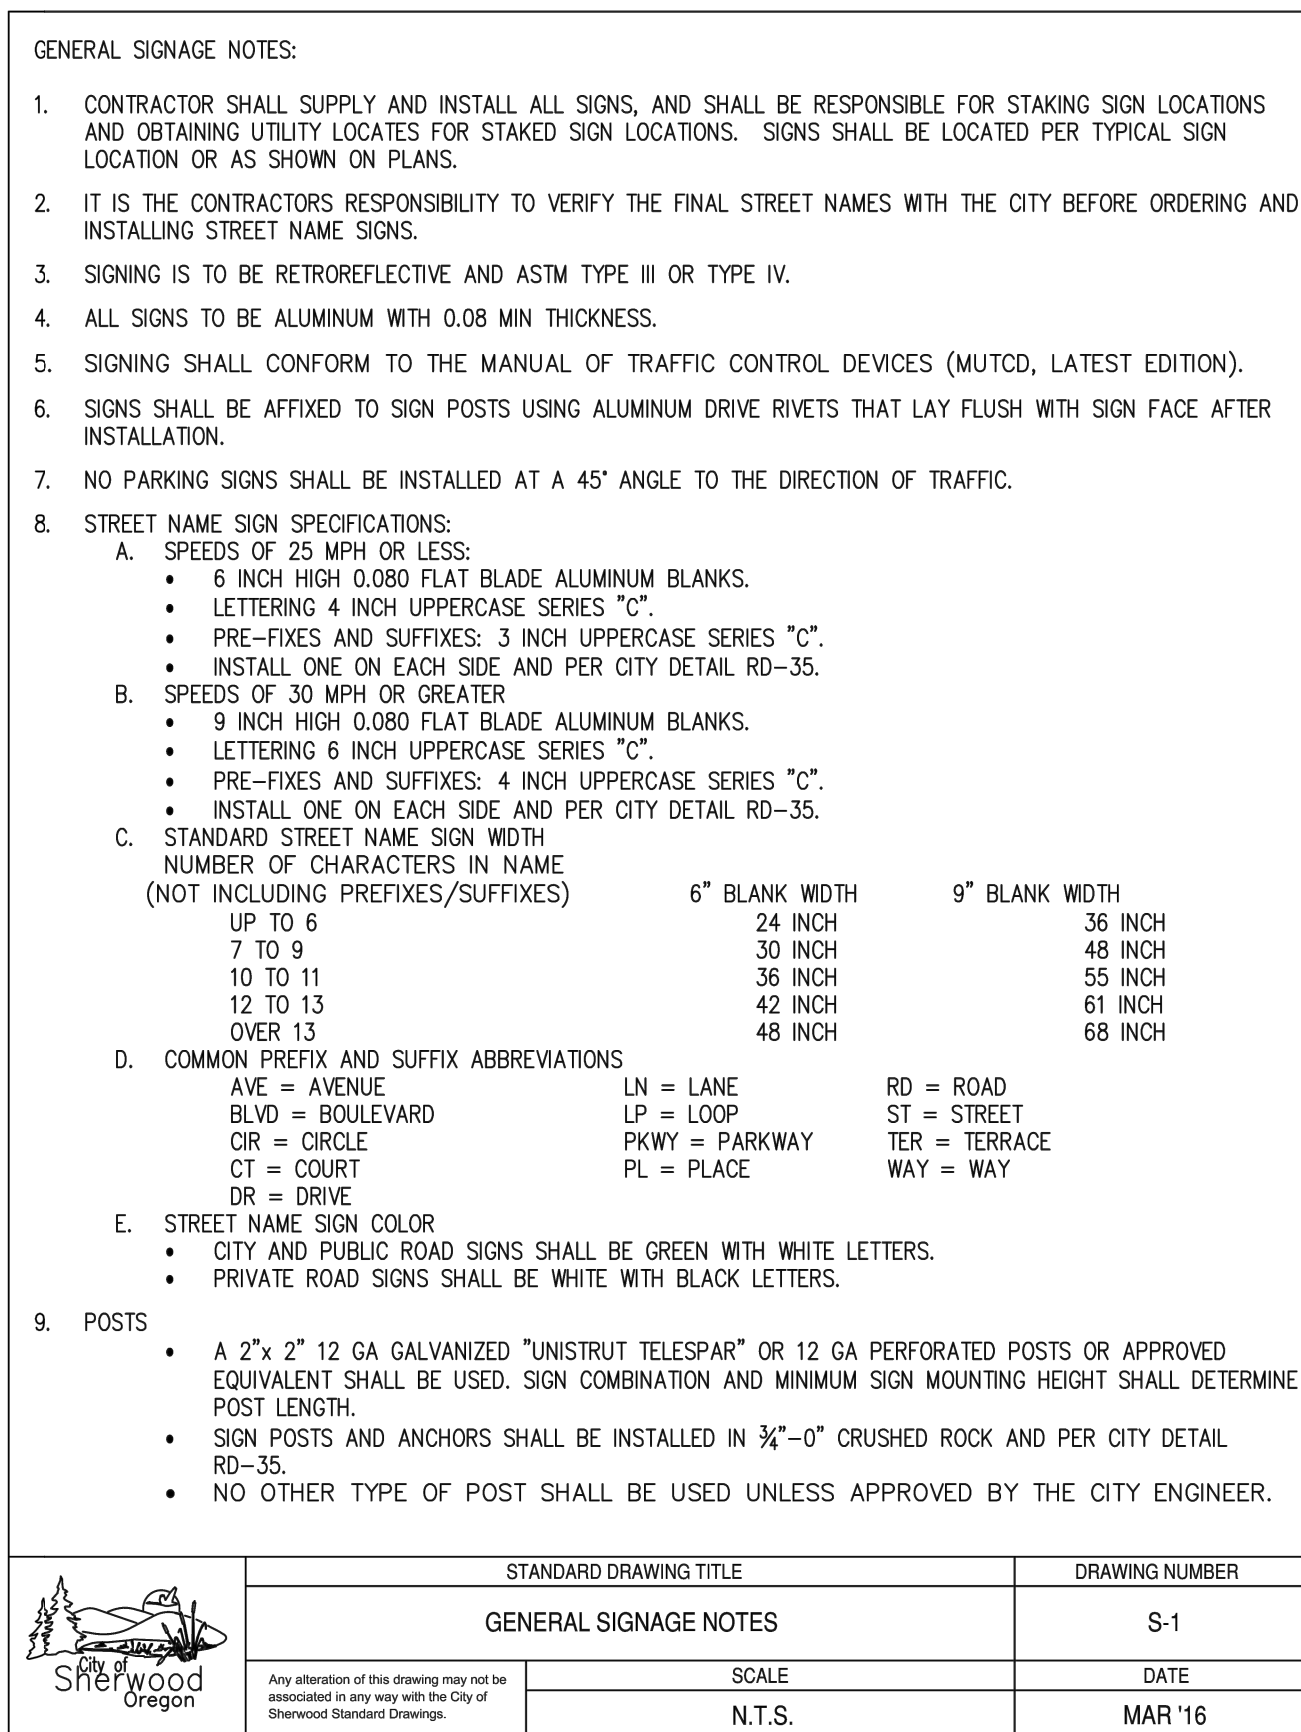 GENERAL SIGNAGE NOTES:
1. CONTRACTOR SHALL SUPPLY AND INSTALL ALL SIGNS, AND SHALL BE RESPONSIBLE FOR STAKING SIGN LOCATIONS
AND OBTAINING UTILITY LOCATES FOR STAKED SIGN LOCATIONS. SIGNS SHALL BE LOCATED PER TYPICAL SIGN
LOCATION OR AS SHOWN ON PLANS.
2. IT IS THE CONTRACTORS RESPONSIBILITY TO VERIFY THE FINAL STREET NAMES WITH THE CITY BEFORE ORDERING AND
INSTALLING STREET NAME SIGNS.
3. SIGNING IS TO BE RETROREFLECTIVE AND ASTM TYPE III OR TYPE IV.
4. ALL SIGNS TO BE ALUMINUM WITH 0.08 MIN THICKNESS.
5. SIGNING SHALL CONFORM TO THE MANUAL OF TRAFFIC CONTROL DEVICES (MUTCD, LATEST EDITION).
6. SIGNS SHALL BE AFFIXED TO SIGN POSTS USING ALUMINUM DRIVE RIVETS THAT LAY FLUSH WITH SIGN FACE AFTER
INSTALLATION.
7. NO PARKING SIGNS SHALL BE INSTALLED AT A 45° ANGLE TO THE DIRECTION OF TRAFFIC.
8. STREET NAME SIGN SPECIFICATIONS:
A. SPEEDS OF 25 MPH OR LESS:
• 6 INCH HIGH 0.080 FLAT BLADE ALUMINUM BLANKS.
• LETTERING 4 INCH UPPERCASE SERIES "C".
• PRE-FIXES AND SUFFIXES: 3 INCH UPPERCASE SERIES "C".
• INSTALL ONE ON EACH SIDE AND PER CITY DETAIL RD-35.
B. SPEEDS OF 30 MPH OR GREATER
• 9 INCH HIGH 0.080 FLAT BLADE ALUMINUM BLANKS.
• LETTERING 6 INCH UPPERCASE SERIES "C".
• PRE-FIXES AND SUFFIXES: 4 INCH UPPERCASE SERIES "C".
• INSTALL ONE ON EACH SIDE AND PER CITY DETAIL RD-35.
C. STANDARD STREET NAME SIGN WIDTH
NUMBER OF CHARACTERS IN NAME
(NOT INCLUDING PREFIXES/SUFFIXES) 6" BLANK WIDTH 9" BLANK WIDTH
UP TO 6 24 INCH 36 INCH
7 TO 9 30 INCH 48 INCH
10 TO 11 36 INCH 55 INCH
12 TO 13 42 INCH 61 INCH
OVER 13 48 INCH 68 INCH
D. COMMON PREFIX AND SUFFIX ABBREVIATIONS
AVE = AVENUE LN = LANE RD = ROAD
BLVD = BOULEVARD LP = LOOP ST = STREET
CIR = CIRCLE PKWY = PARKWAY TER = TERRACE
CT = COURT PL = PLACE WAY = WAY
DR = DRIVE
E. STREET NAME SIGN COLOR
• CITY AND PUBLIC ROAD SIGNS SHALL BE GREEN WITH WHITE LETTERS.
• PRIVATE ROAD SIGNS SHALL BE WHITE WITH BLACK LETTERS.
9. POSTS
• A 2"x 2" 12 GA GALVANIZED "UNISTRUT TELESPAR" OR 12 GA PERFORATED POSTS OR APPROVED
EQUIVALENT SHALL BE USED. SIGN COMBINATION AND MINIMUM SIGN MOUNTING HEIGHT SHALL DETERMINE
POST LENGTH.
• SIGN POSTS AND ANCHORS SHALL BE INSTALLED IN ¾"-0" CRUSHED ROCK AND PER CITY DETAIL
RD-35.
• NO OTHER TYPE OF POST SHALL BE USED UNLESS APPROVED BY THE CITY ENGINEER.
City of
Sherwood
Oregon
STANDARD DRAWING TITLE
GENERAL SIGNAGE NOTES
DRAWING NUMBER
S-1
Any alteration of this drawing may not be
associated in any way with the City of
Sherwood Standard Drawings.
SCALE
N.T.S.
DATE
MAR '16